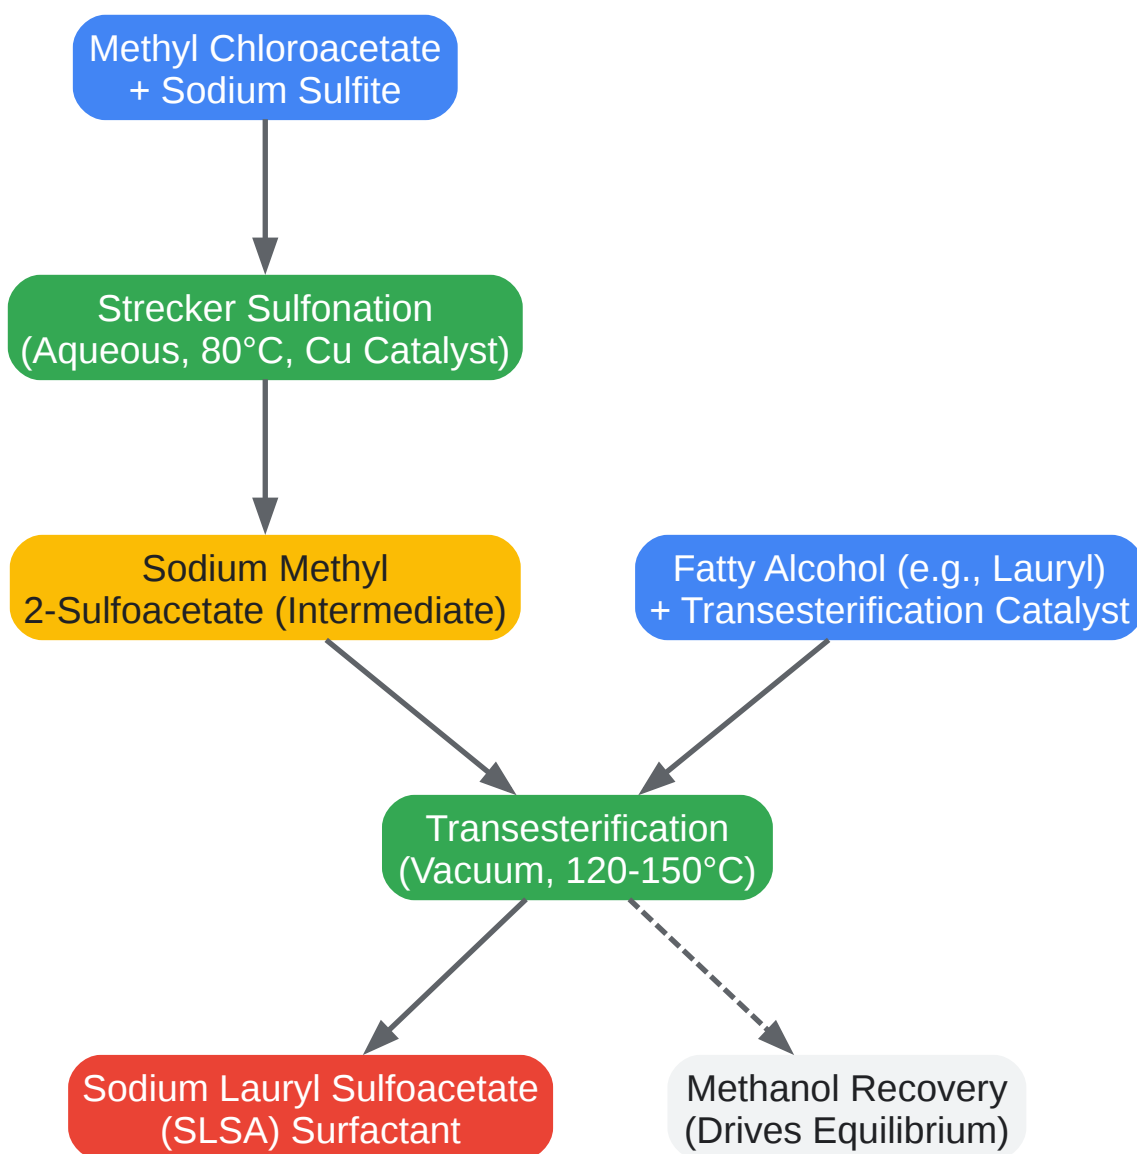 Methyl Chloroacetate
+ Sodium Sulfite
Strecker Sulfonation
(Aqueous, 80°C, Cu Catalyst)
Sodium Methyl
2-Sulfoacetate (Intermediate)
Fatty Alcohol (e.g., Lauryl)
+ Transesterification Catalyst
Transesterification
(Vacuum, 120-150°C)
Sodium Lauryl Sulfoacetate
(SLSA) Surfactant
Methanol Recovery
(Drives Equilibrium)